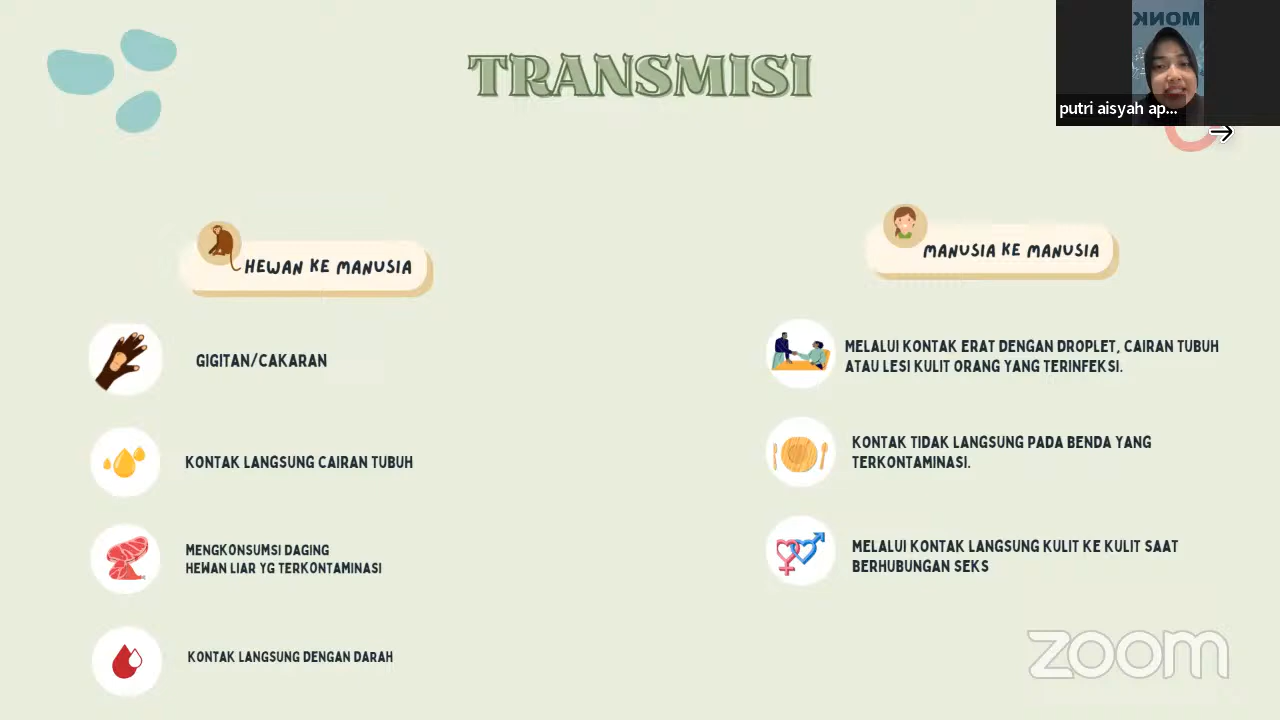 TRANSMISI
MONK
putri aisyah ap...
HEWAN KE MANUSIA
GIGITAN/CAKARAN
KONTAK LANGSUNG CAIRAN TUBUH
MENGKONSUMSI DAGING
HEWAN LIAR YG TERKONTAMINASI
KONTAK LANGSUNG DENGAN DARAH
MANUSIA KE MANUSIA
MELALUI KONTAK ERAT DENGAN DROPLET, CAIRAN TUBUH
ATAU LESI KULIT ORANG YANG TERINFEKSI.
KONTAK TIDAK LANGSUNG PADA BENDA YANG
TERKONTAMINASI.
MELALUI KONTAK LANGSUNG KULIT KE KULIT SAAT
BERHUBUNGAN SEKS
zoom